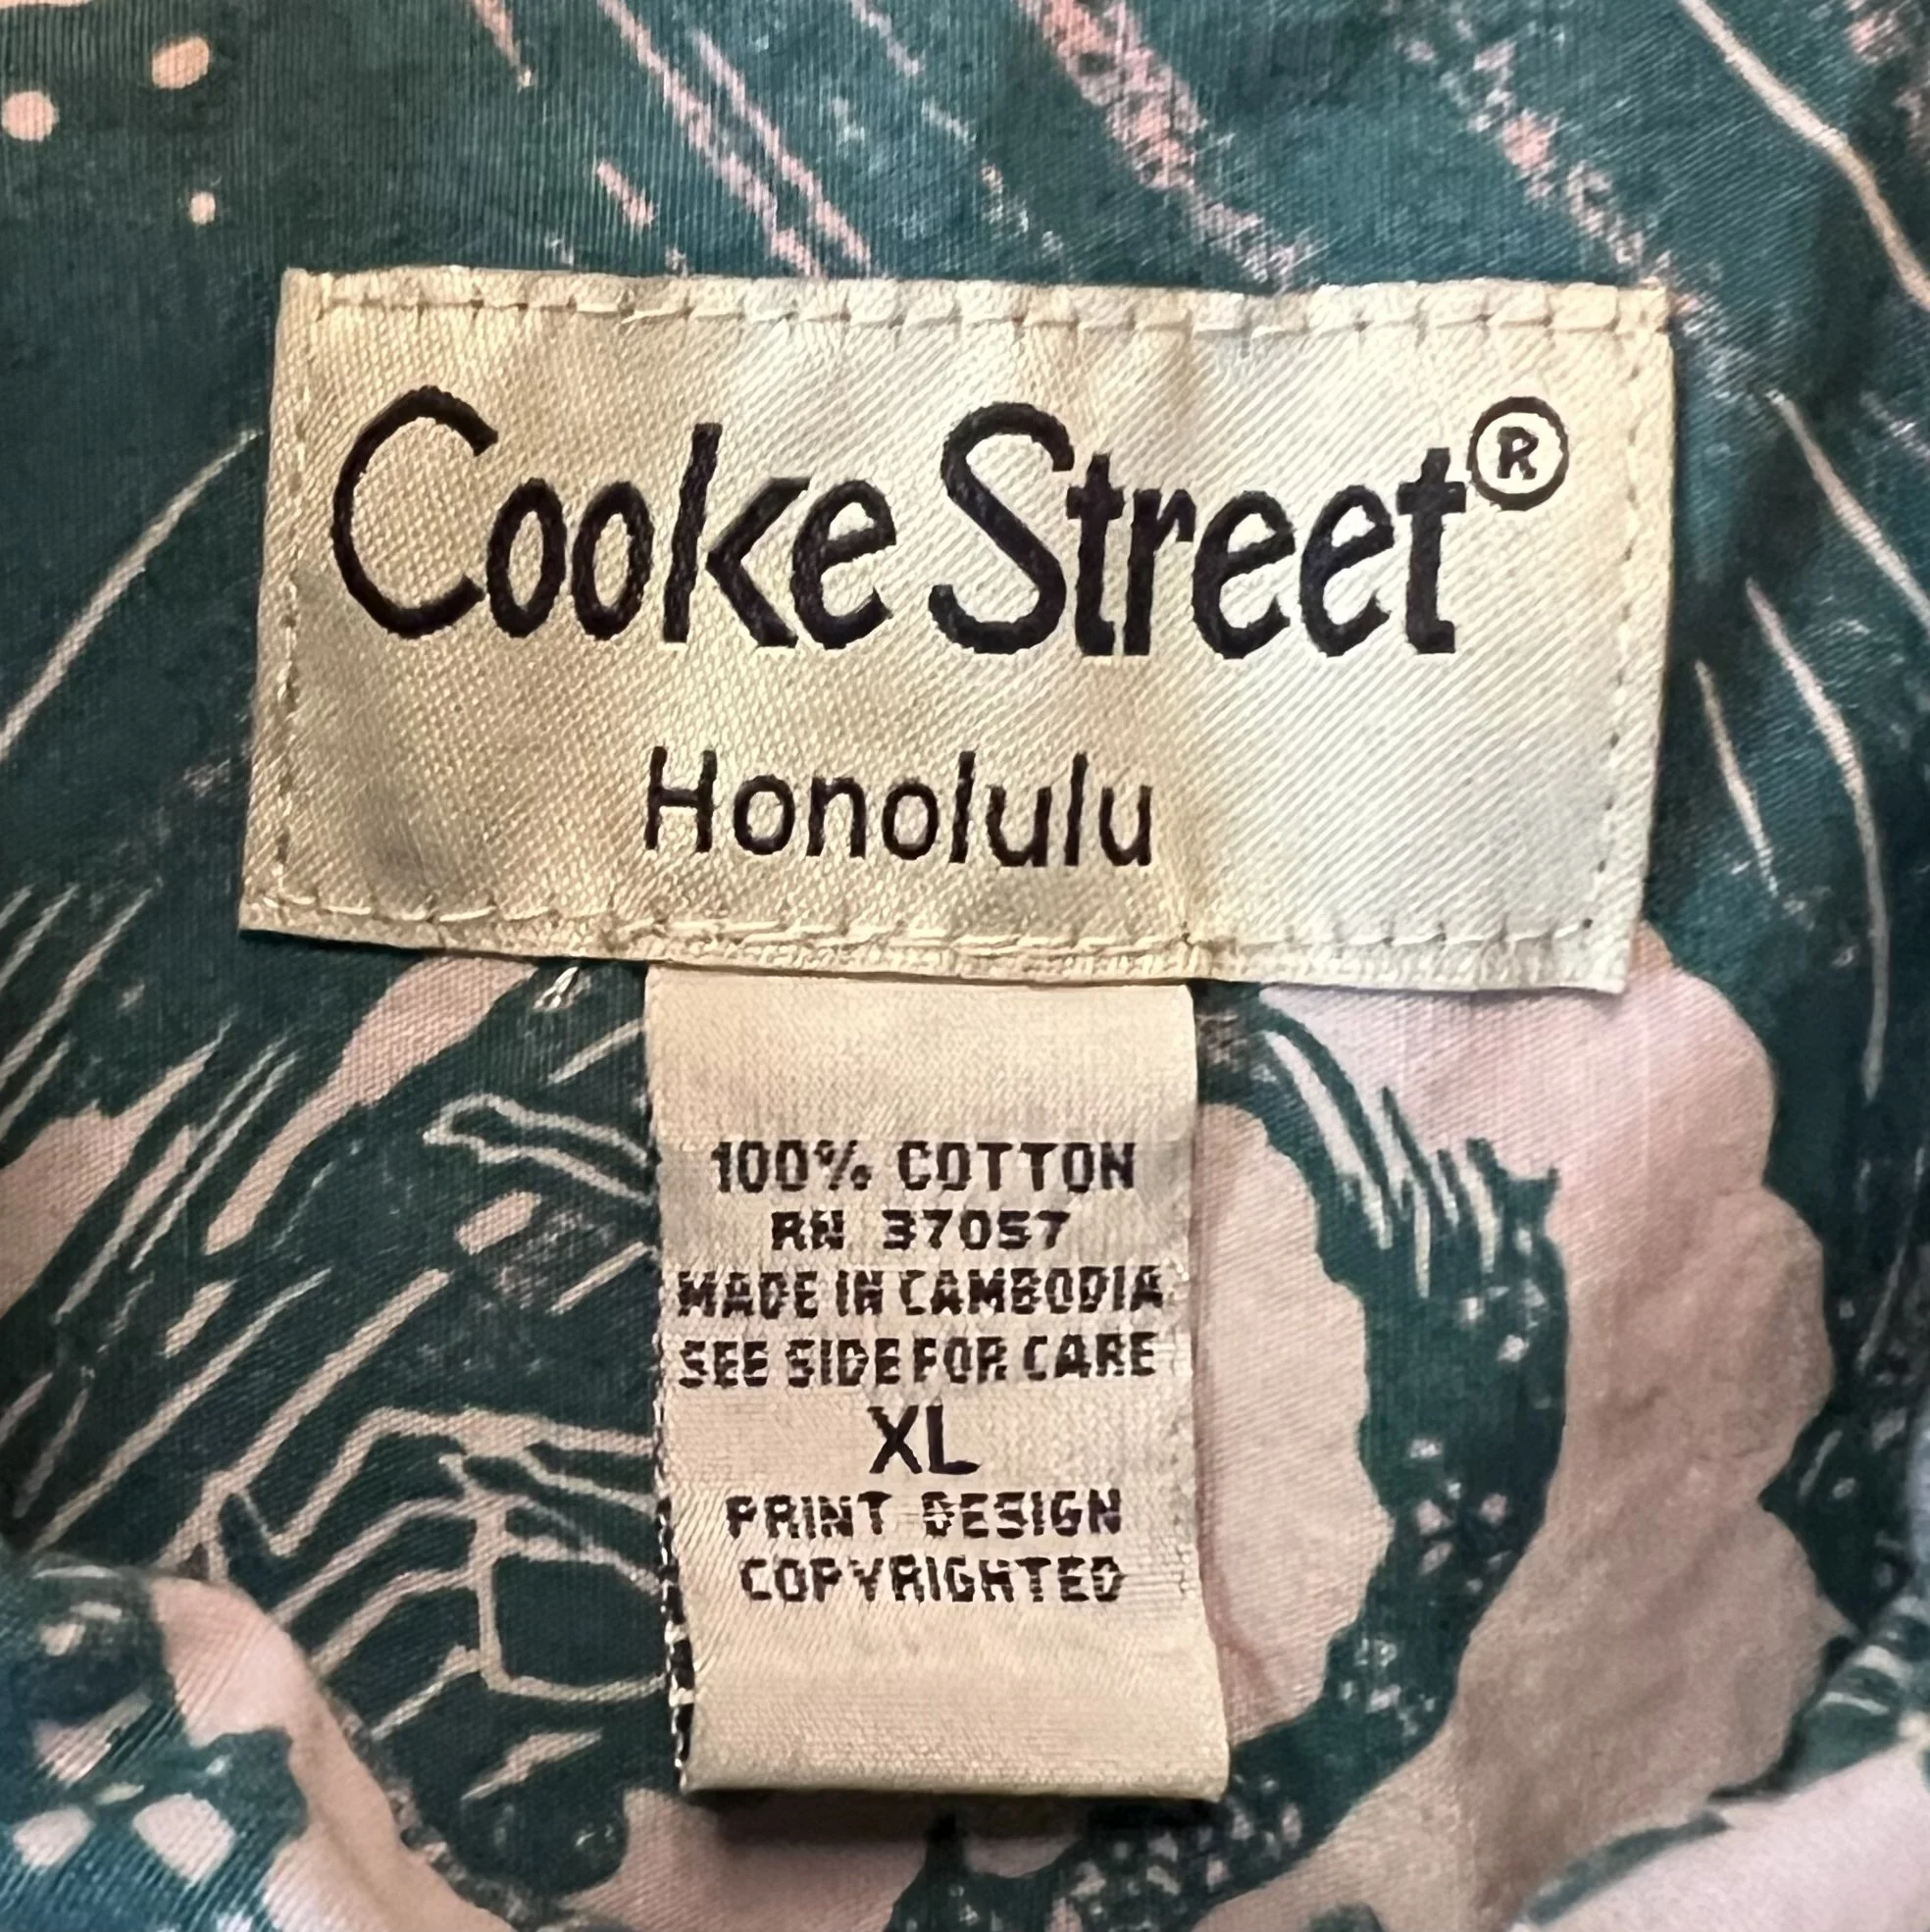 Cooke Street®
Honolulu
100% COTTON
RN 37057
MADE IN CAMBODIA
SEE SIDE FOR CARE
XL
PRINT DESIGN
COPYRIGHTED